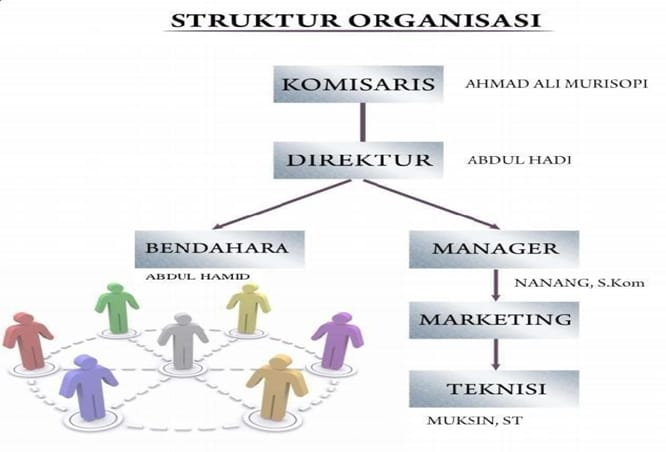 STRUKTUR ORGANISASI
KOMISARIS
AHMAD ALI MURISOPI
DIREKTUR
ABDUL HADI
BENDAHARA
ABDUL HAMID
MANAGER
NANANG, S.Kom
MARKETING
TEKNISI
MUKSIN, ST